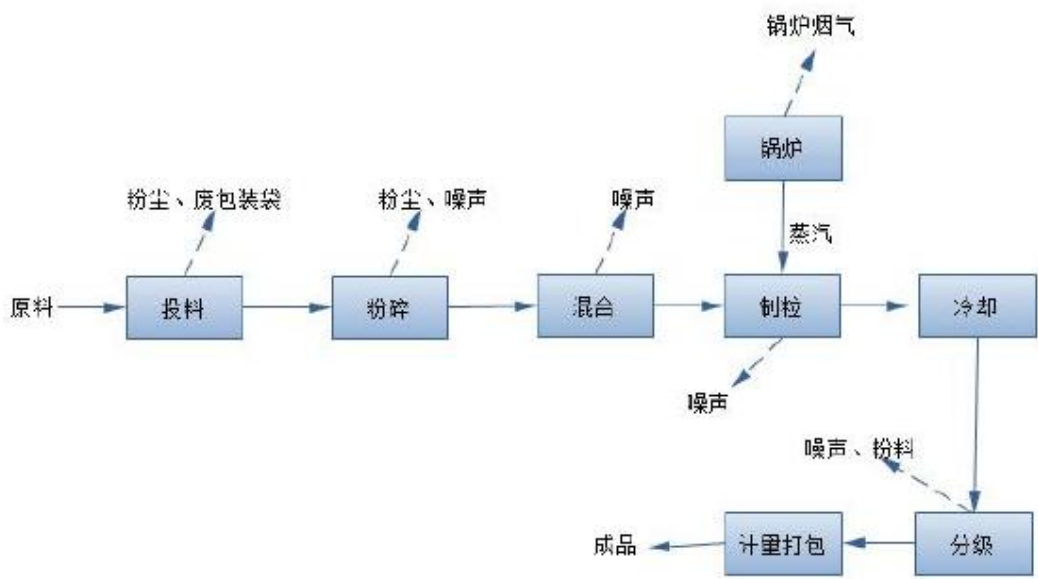 锅炉烟气
锅炉
粉尘、废包装袋
粉尘、噪声
噪声
蒸汽
原料
投料
粉碎
混合
制粒
冷却
噪声
噪声、粉料
成品
计量打包
分级